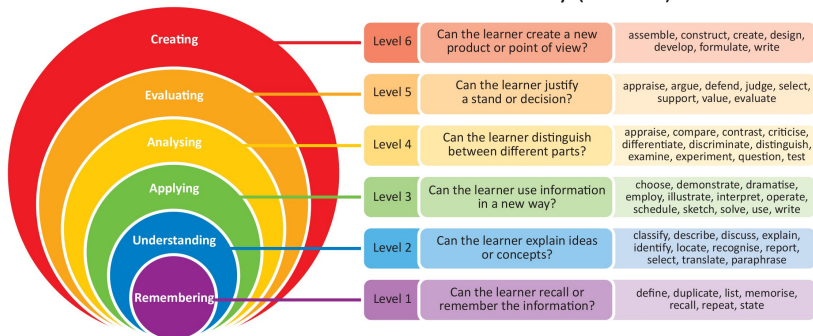 Creating
Level 6
Can the learner create a new
product or point of view?
assemble, construct, create, design,
develop, formulate, write
Evaluating
Level 5
Can the learner justify
a stand or decision?
appraise, argue, defend, judge, select,
support, value, evaluate
Analysing
Level 4
Can the learner distinguish
between different parts?
appraise, compare, contrast, criticise,
differentiate, discriminate, distinguish,
examine, experiment, question, test
Applying
Level 3
Can the learner use information
in a new way?
choose, demonstrate, dramatise,
employ, illustrate, interpret, operate,
schedule, sketch, solve, use, write
Understanding
Level 2
Can the learner explain ideas
or concepts?
classify, describe, discuss, explain,
identify, locate, recognise, report,
select, translate, paraphrase
Remembering
Level 1
Can the learner recall or
remember the information?
define, duplicate, list, memorise,
recall, repeat, state